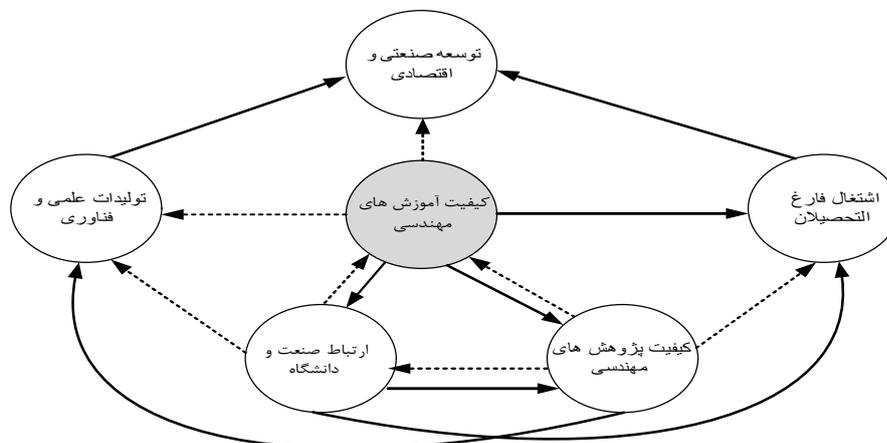 توسعه صنعتی و
اقتصادی
کیفیت آموزش های
مهندسی
اشتغال فارغ
التحصیلان
تولیدات علمی و
فناوری
کیفیت پژوهش های
مهندسی
ارتباط صنعت و
دانشگاه